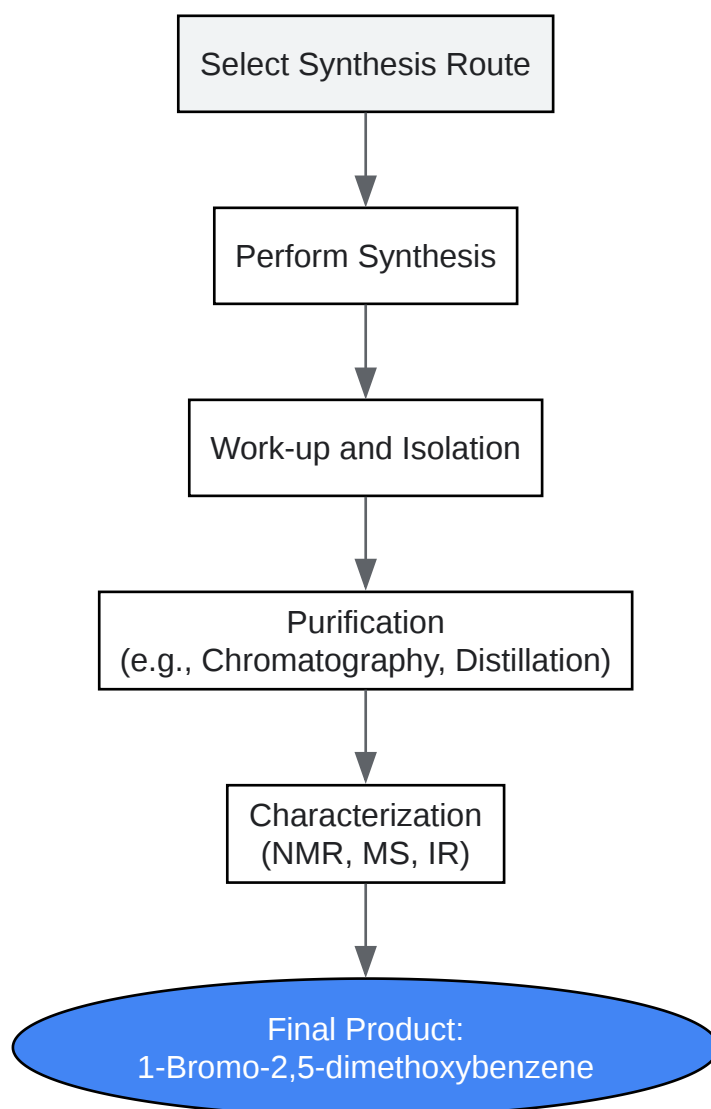 Select Synthesis Route
Perform Synthesis
Work-up and Isolation
Purification
(e.g., Chromatography, Distillation)
Characterization
(NMR, MS, IR)
Final Product:
1-Bromo-2,5-dimethoxybenzene